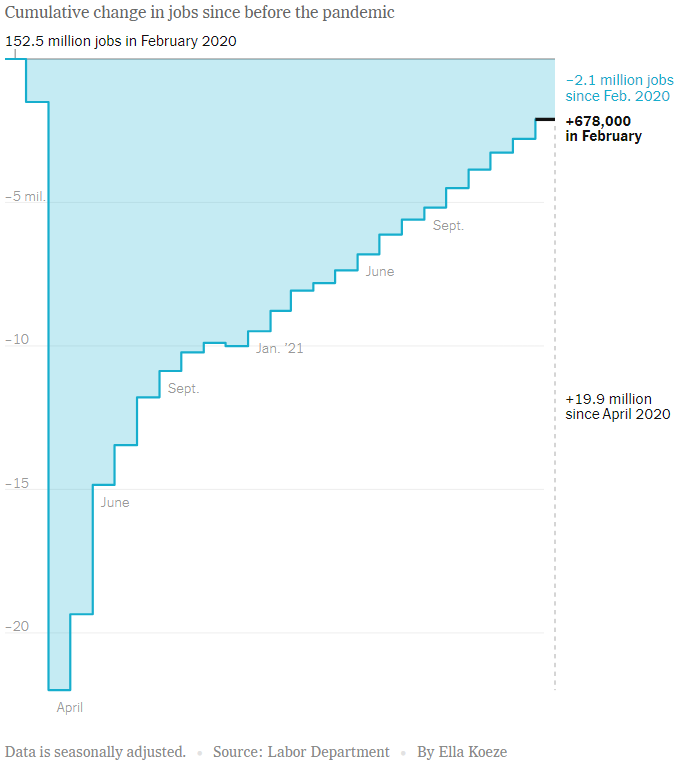 Cumulative change in jobs since before the pandemic
152.5 million jobs in February 2020
–2.1 million jobs
since Feb. 2020
+678,000
in February
–5 mil.
Sept.
June
–10
Jan. '21
Sept.
+19.9 million
since April 2020
–15
June
–20
April
Data is seasonally adjusted. • Source: Labor Department • By Ella Koeze